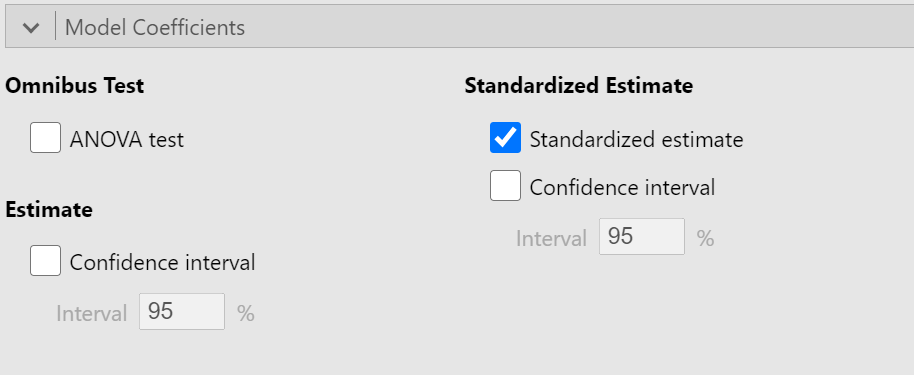 Model Coefficients
Omnibus Test
ANOVA test
Estimate
Confidence interval
Interval 95 %
Standardized Estimate
Standardized estimate
Confidence interval
Interval 95 %